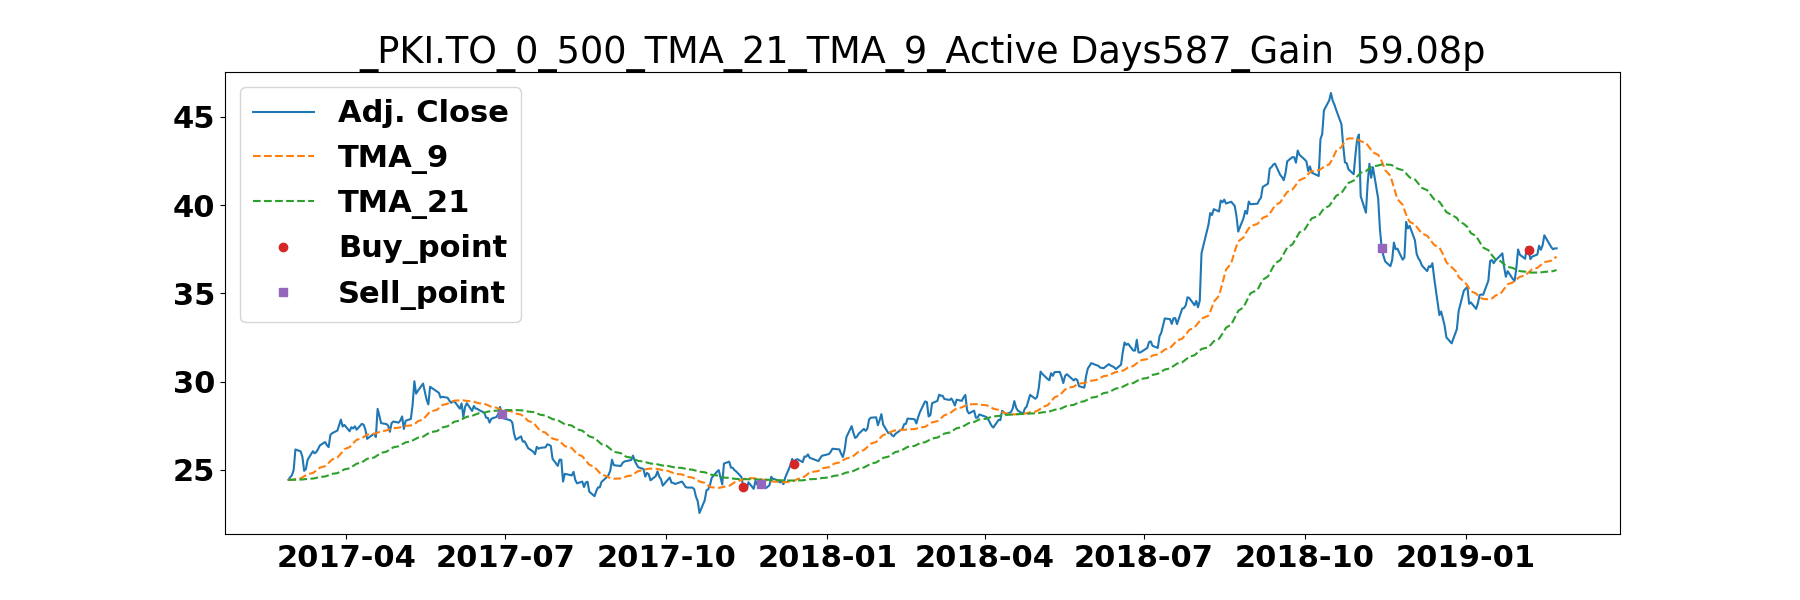 _PKI.TO_0_500_TMA_21_TMA_9_Active Days587_Gain  59.08p
45
40
35
30
25
Adj. Close
TMA_9
TMA_21
Buy_point
Sell_point
2017-04 2017-07 2017-10 2018-01 2018-04 2018-07 2018-10 2019-01